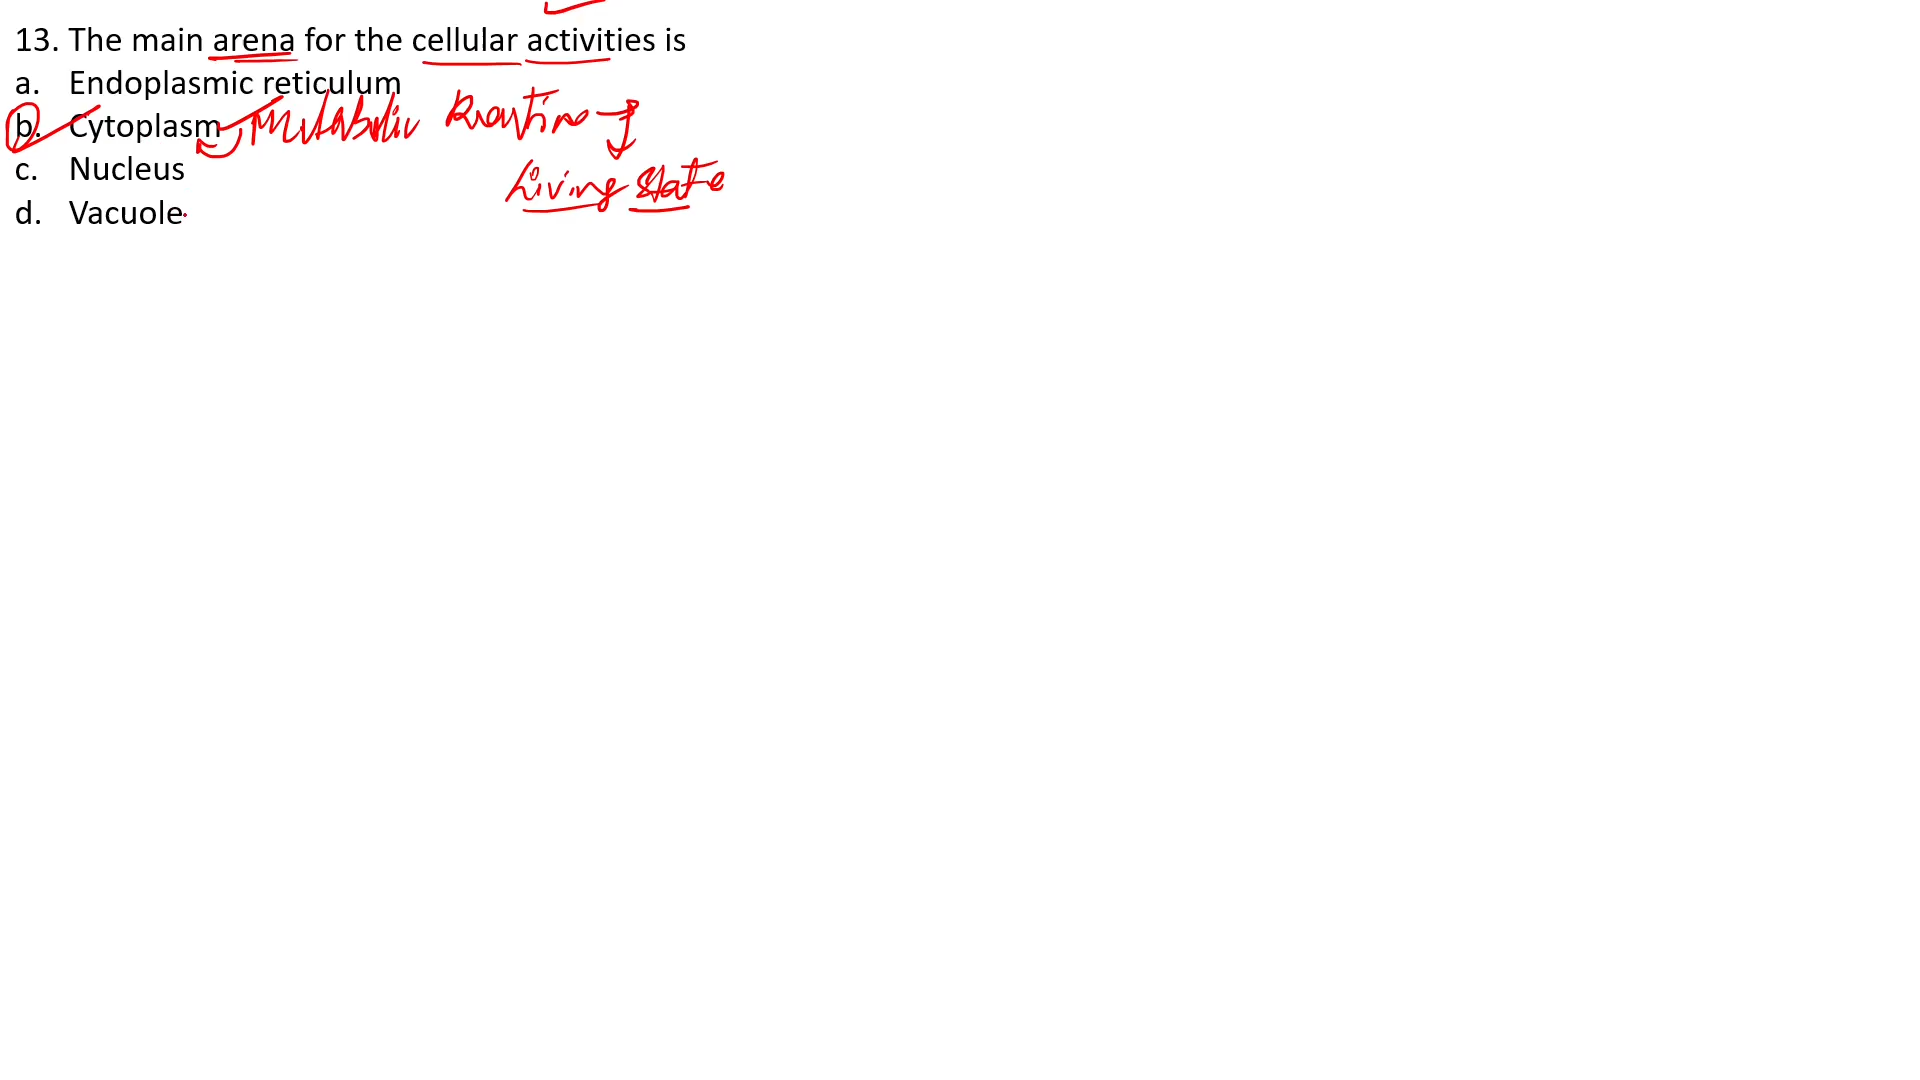 13. The main arena for the cellular activities is
a. Endoplasmic reticulum
b. Cytoplasm Metabolic Reactions
c. Nucleus Living State
d. Vacuole